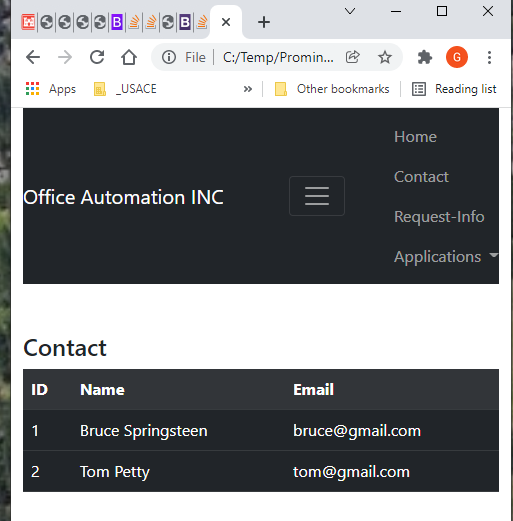 B
B
File
C:/Temp/Promin...
G
Apps
_USACE
»
Other bookmarks
Reading list
Home
Contact
Office Automation INC
Request-Info
Applications
Contact
ID Name Email
1 Bruce Springsteen bruce@gmail.com
2 Tom Petty tom@gmail.com